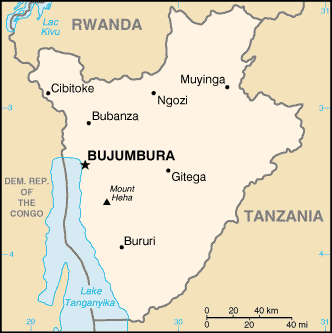 RWANDA
Lac
Kivu
Muyinga
Cibitoke
Ngozi
3
3
Bubanza
BUJUMBURA
DEM. REP.
OF THE
CONGO
Gitega
Mount
Heha
TANZANIA
Bururi
4
4
Lake
Tanganyika
0 20 40 km
0 20 40 mi
29
30
31